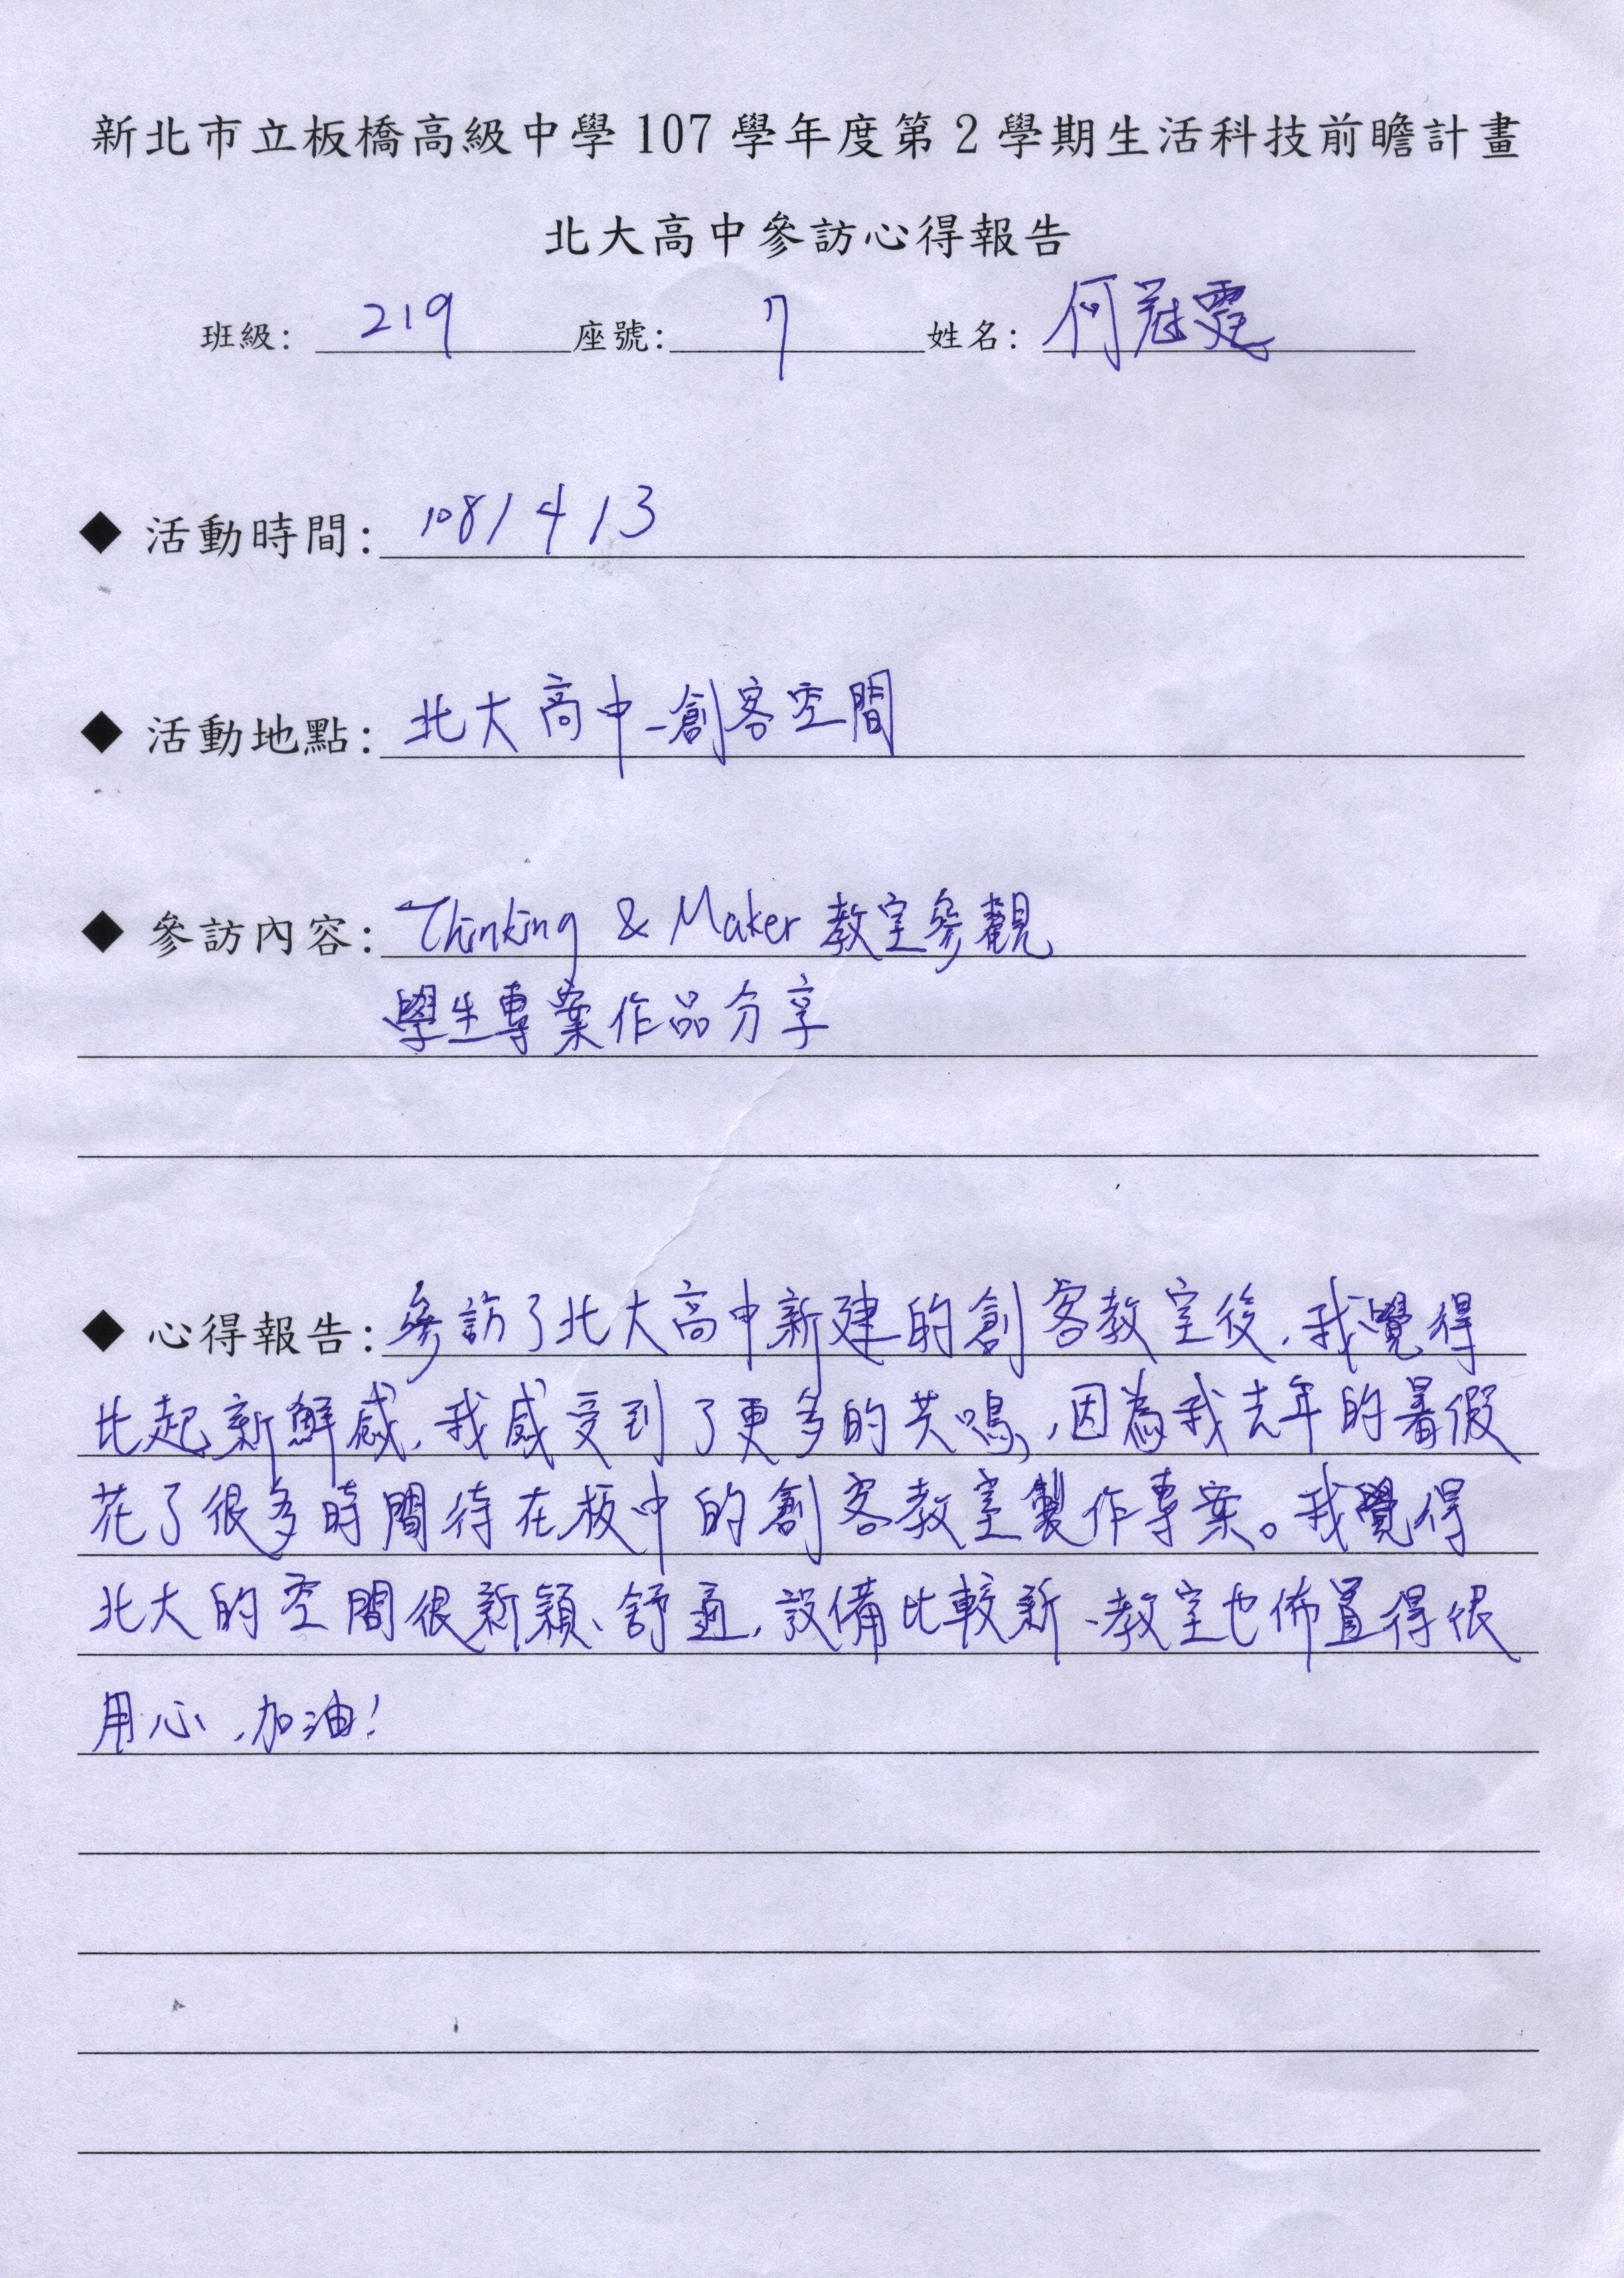 新北市立板橋高級中學107學年度第2學期生活科技前瞻計畫
北大高中參訪心得報告
班級：219 座號：7 姓名：何冠霆
◆ 活動時間：108/4/3
◆ 活動地點：北大高中-創客空間
◆ 參訪內容：Thinking & Maker 教室參觀
學生專案作品分享
◆ 心得報告：參訪了北大高中新建的創客教室後，我覺得
比起新鮮感，我感受到了更多的共鳴，因為我去年的暑假
花了很多時間待在板中的創客教室製作專案。我覺得
北大的空間很新穎、舒適，設備比較新、教室也佈置得很
用心，加油！